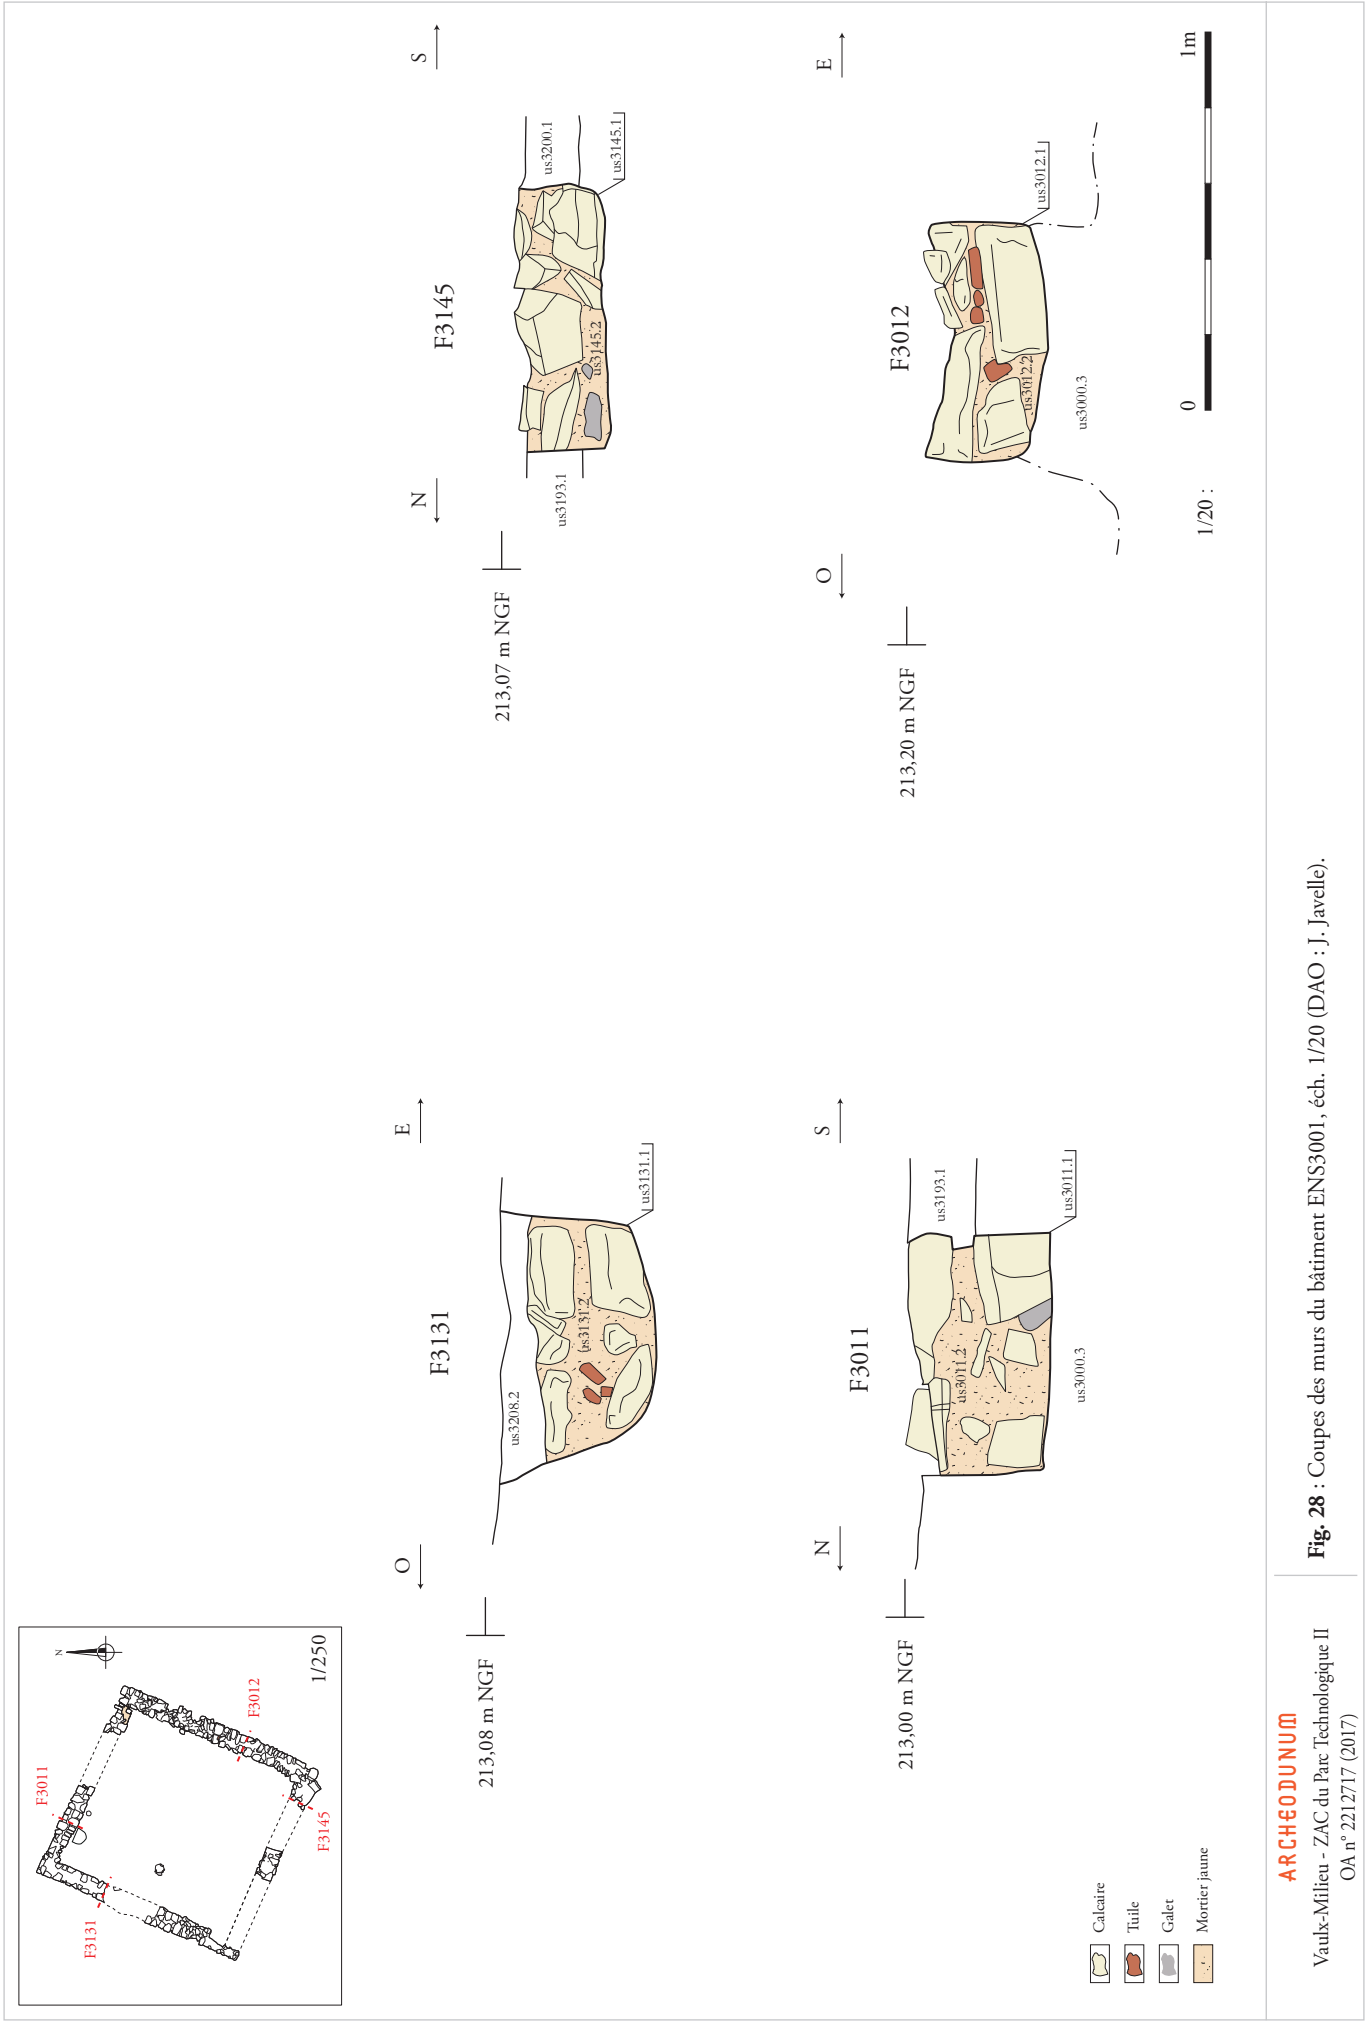 N
F3011
F3131
F3012
F3145
1/250
O
E
F3131
213,08 m NGF
us3208.2
us3131.2
us3131.1
N
S
F3145
213,07 m NGF
us3193.1
us3200.1
us3145.2
us3145.1
N
S
F3011
213,00 m NGF
us3193.1
us3011.2
us3011.1
us3000.3
O
E
F3012
213,20 m NGF
us3012.2
us3012.1
us3000.3
Calcaire
Tuile
Galet
Mortier jaune
1/20 :
0
1m
ARCHEODUNUM
Vaulx-Milieu - ZAC du Parc Technologique II
OA n° 2212717 (2017)
Fig. 28 : Coupes des murs du bâtiment ENS3001, éch. 1/20 (DAO : J. Javelle).